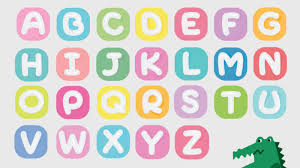 A B C D E F G
H I J K L M N
O P Q R S T U
V W X Y Z